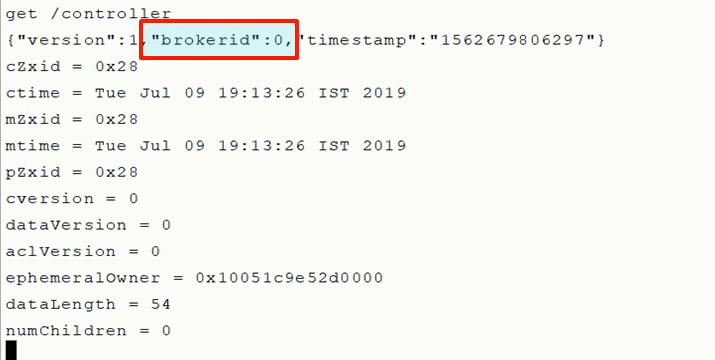 get /controller
{"version":1,"brokerid":0,"timestamp":"1562679806297"}
cZxid = 0x28
ctime = Tue Jul 09 19:13:26 IST 2019
mZxid = 0x28
mtime = Tue Jul 09 19:13:26 IST 2019
pZxid = 0x28
cversion = 0
dataVersion = 0
aclVersion = 0
ephemeralOwner = 0x10051c9e52d0000
dataLength = 54
numChildren = 0